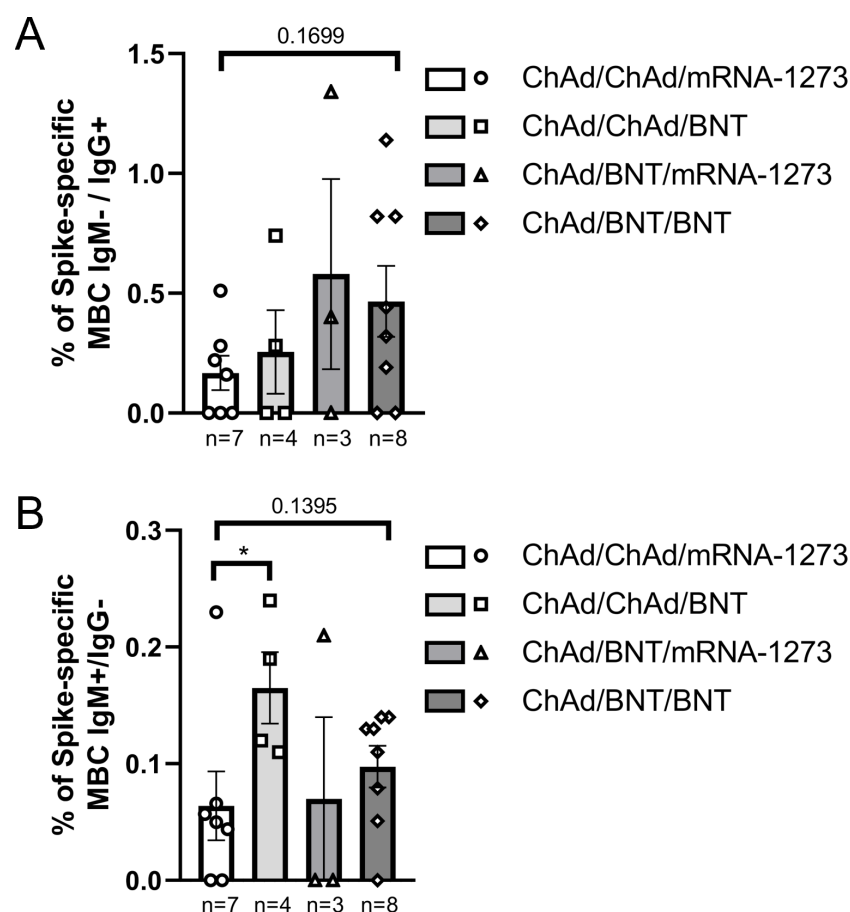 A
0.1699
1.5
1.0
0.5
0.0
% of Spike-specific
MBC IgM- / IgG+
n=7 n=4 n=3 n=8
ChAd/ChAd/mRNA-1273
ChAd/ChAd/BNT
ChAd/BNT/mRNA-1273
ChAd/BNT/BNT
B
0.1395
*
0.3
0.2
0.1
0.0
% of Spike-specific
MBC IgM+/IgG-
n=7 n=4 n=3 n=8
ChAd/ChAd/mRNA-1273
ChAd/ChAd/BNT
ChAd/BNT/mRNA-1273
ChAd/BNT/BNT